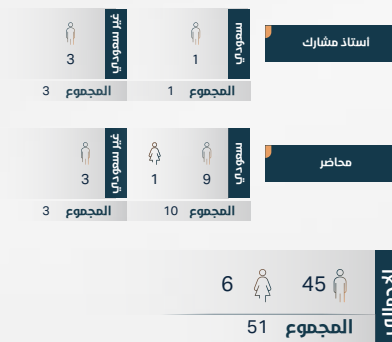 استاذ مشارك
سعودي
1
المجموع 1
غير سعودي
3
المجموع 3
محاضر
سعودي
9 1
المجموع 10
غير سعودي
3
المجموع 3
45 6
المجموع 51